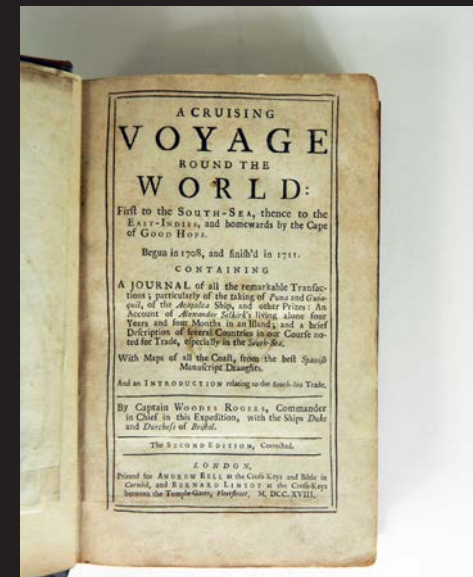 A CRUISING
VOYAGE
ROUND THE
WORLD:
First to the SOUTH-SEA, thence to the
EAST-INDIES, and homewards by the Cape
of GOOD HOPE.
Begun in 1708, and finish'd in 1711.
CONTAINING
A JOURNAL of all the remarkable Transac-
tions; particularly of the taking of Puna and Guia-
quil, of the Acapulco Ship, and other Prizes: An
Account of Alexander Selkirk's living alone four
Years and four Months in an Island; and a brief
Description of several Countries in our Course no-
ted for Trade, especially in the South-Sea.
With Maps of all the Coast, from the best Spanish
Manuscript Draughts.
And an INTRODUCTION relating to the South-Sea Trade.
By Captain WOODES ROGERS, Commander
in Chief in this Expedition, with the Ships Duke
and Dutchess of Bristol.
The SECOND EDITION, Corrected.
LONDON,
Printed for ANDREW BELL at the Cross-Keys and Bible in
Cornhil, and BERNARD LINTOT at the Cross-Keys
between the Temple-Gates, Fleetstreet, M. DCC. XVIII.